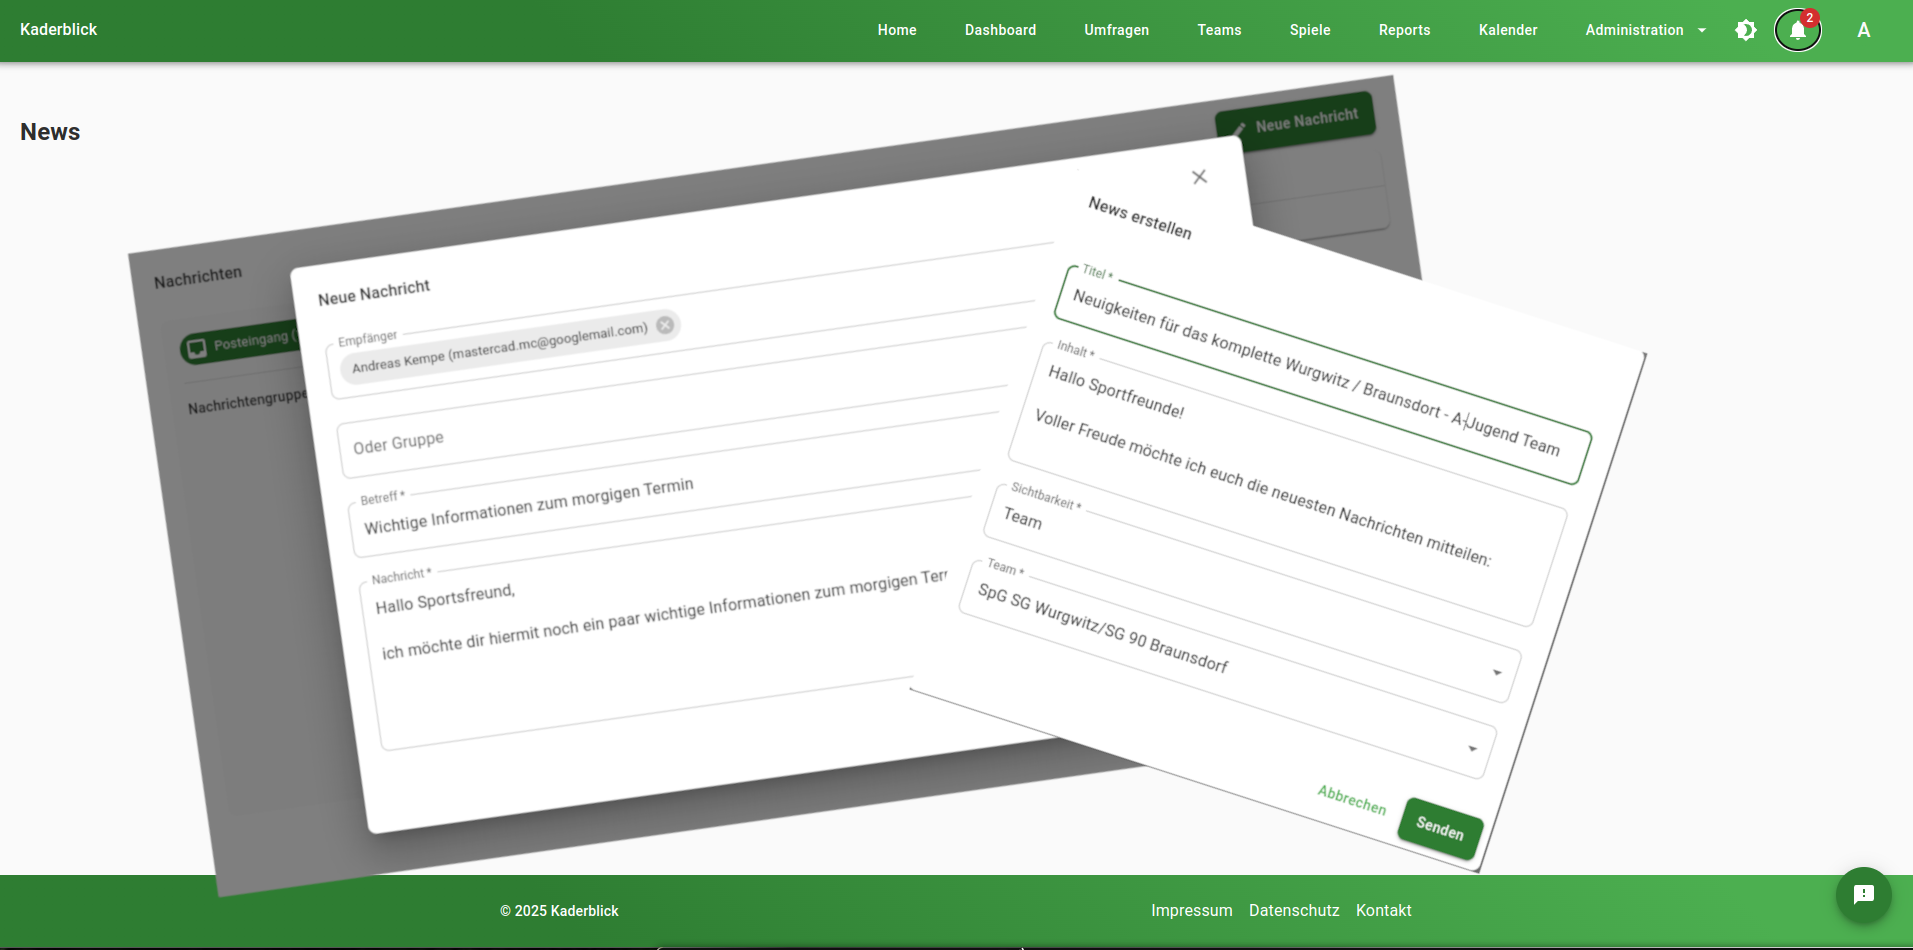 Kaderblick
Home Dashboard Umfragen Teams Spiele Reports Kalender Administration 2 A
News
Neue Nachricht
Nachrichten
Posteingang (
Nachrichtengruppe
Neue Nachricht
Empfänger
Andreas Kempe (mastercad.mc@googlemail.com)
Oder Gruppe
Betreff *
Wichtige Informationen zum morgigen Termin
Nachricht *
Hallo Sportsfreund,
ich möchte dir hiermit noch ein paar wichtige Informationen zum morgigen Ter
News erstellen
Titel *
Neuigkeiten für das komplette Wurgwitz / Braunsdort - A-Jugend Team
Inhalt *
Hallo Sportfreunde!
Voller Freude möchte ich euch die neuesten Nachrichten mitteilen:
Sichtbarkeit *
Team
Team *
SpG SG Wurgwitz/SG 90 Braunsdorf
Abbrechen Senden
© 2025 Kaderblick
Impressum Datenschutz Kontakt